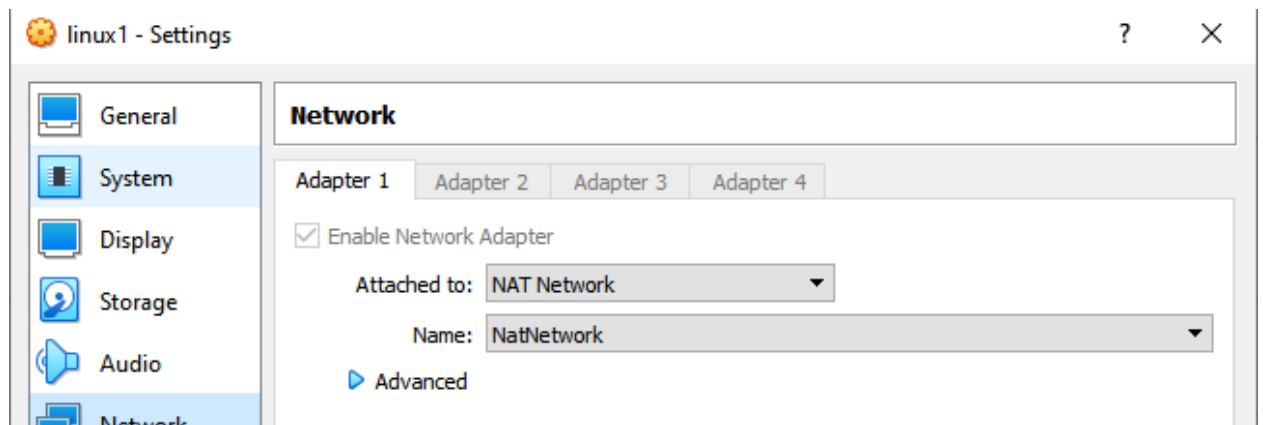 linux1 - Settings ?
General
System
Display
Storage
Audio
Network
Network
Adapter 1 Adapter 2 Adapter 3 Adapter 4
Enable Network Adapter
Attached to: NAT Network
Name: NatNetwork
Advanced